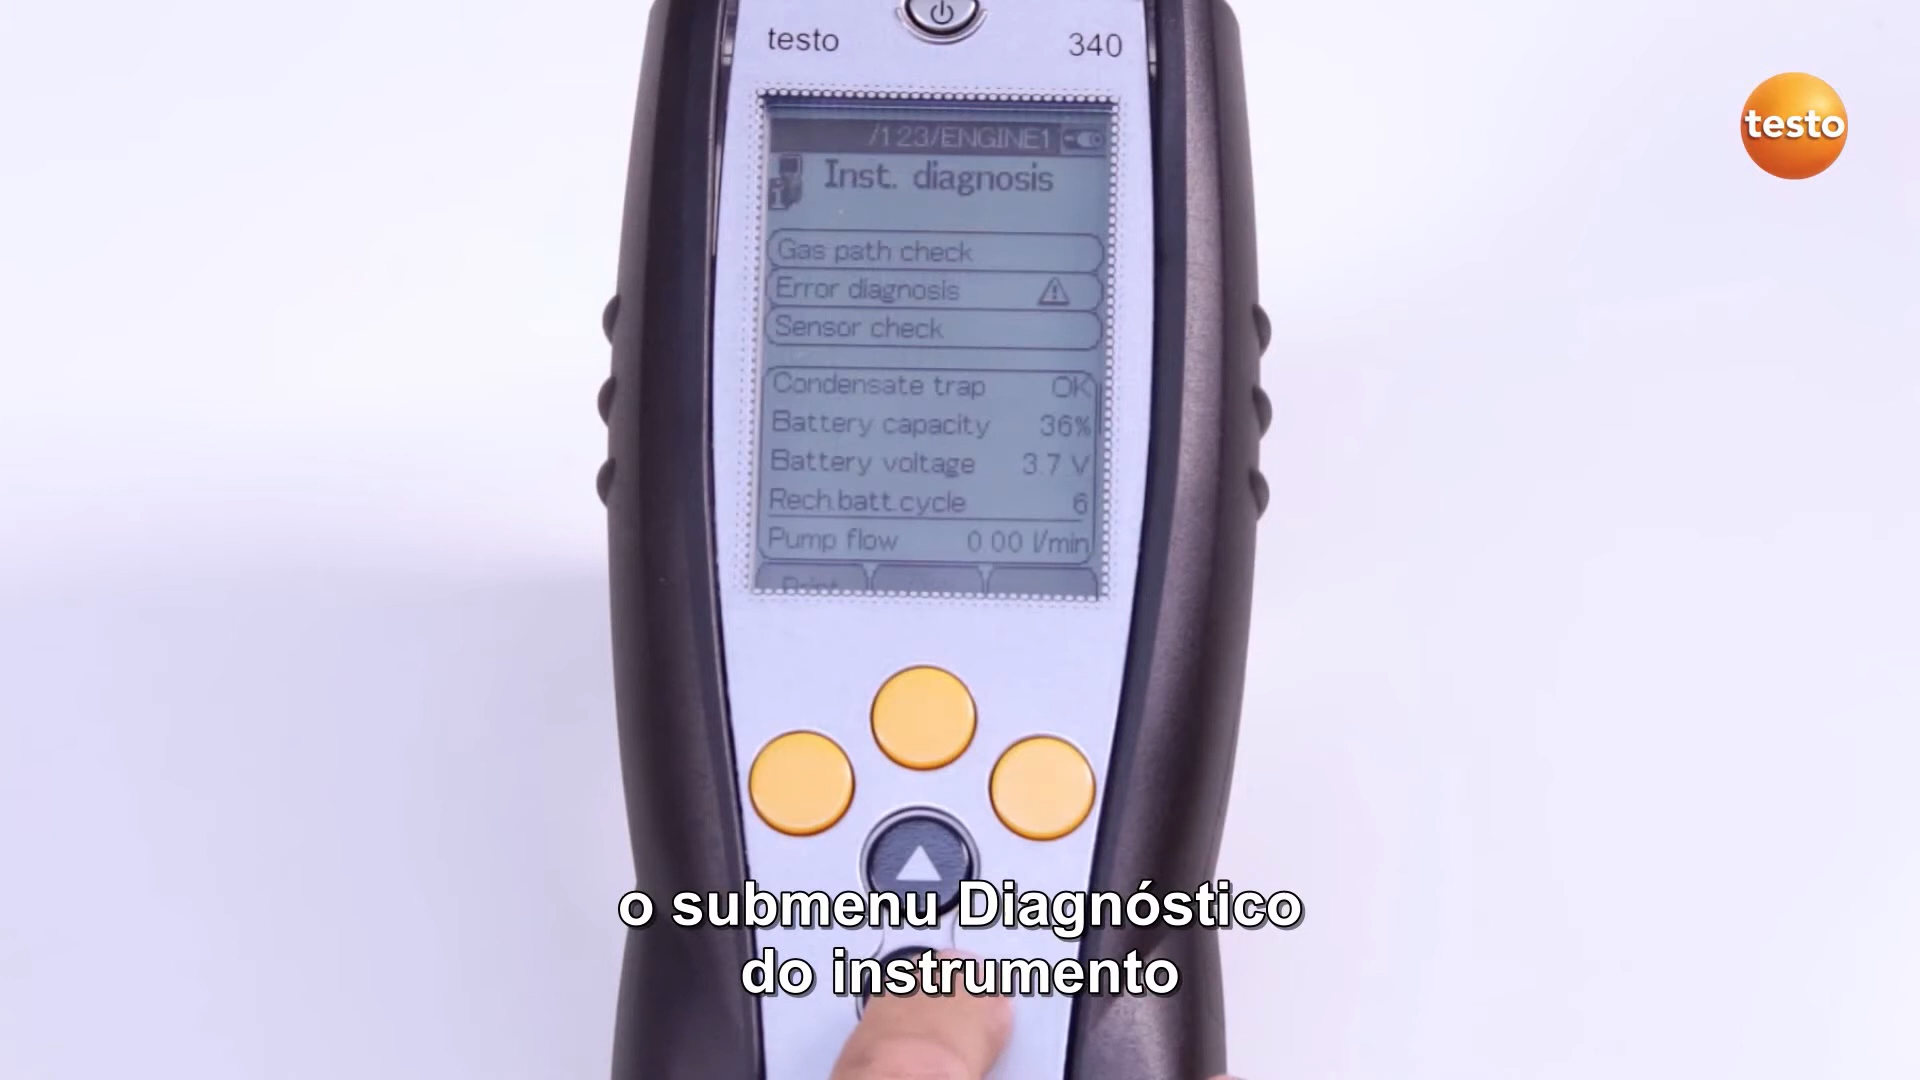 testo
340
testo
/123/ENGINE1
Inst. diagnosis
Gas path check
Error diagnosis
Sensor check
Condensate trap OK
Battery capacity 36%
Battery voltage 3.7 V
Rech.batt.cycle 6
Pump flow 0.00 l/min
Print
o submenu Diagnóstico
do instrumento